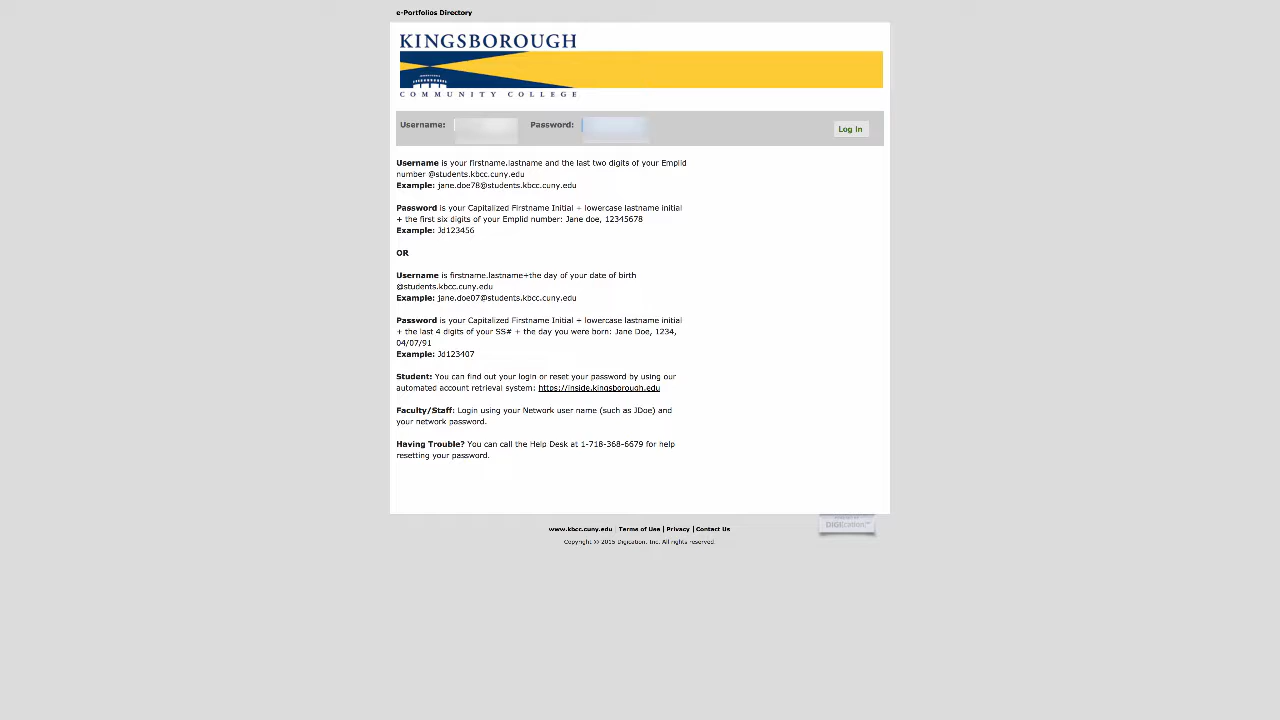 e-Portfolios Directory
KINGSBOROUGH
COMMUNITY COLLEGE
Username: Password: Log In
Username is your firstname.lastname and the last two digits of your Emplid
number @students.kbcc.cuny.edu
Example: jane.doe78@students.kbcc.cuny.edu
Password is your Capitalized Firstname Initial + lowercase lastname initial
+ the first six digits of your Emplid number: Jane doe, 12345678
Example: Jd123456
OR
Username is firstname.lastname+the day of your date of birth
@students.kbcc.cuny.edu
Example: jane.doe07@students.kbcc.cuny.edu
Password is your Capitalized Firstname Initial + lowercase lastname initial
+ the last 4 digits of your SS# + the day you were born: Jane Doe, 1234,
04/07/91
Example: Jd123407
Student: You can find out your login or reset your password by using our
automated account retrieval system: https://inside.kingsborough.edu
Faculty/Staff: Login using your Network user name (such as JDoe) and
your network password.
Having Trouble? You can call the Help Desk at 1-718-368-6679 for help
resetting your password.
www.kbcc.cuny.edu | Terms of Use | Privacy | Contact Us
DIGIcation™
Copyright © 2015 Digication, Inc. All rights reserved.